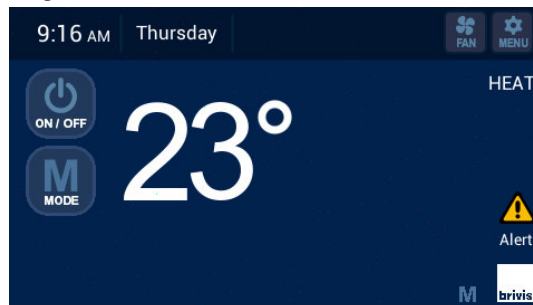 9:16 AM Thursday
FAN
MENU
HEAT
ON / OFF
23°
M
MODE
Alert
M
brivis